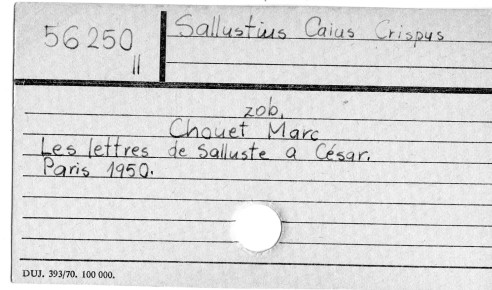 56250
II
Sallustius Caius Crispus
zob.
Chouet Marc
Les lettres de Salluste a César.
Paris 1950.
DUJ. 393/70. 100 000.